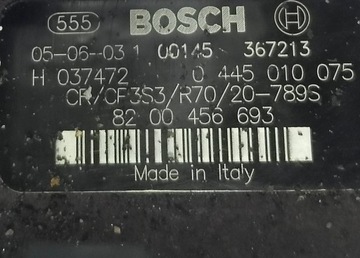 555 BOSCH
05-06-03 1 00145 367213
H 037472 0 445 010 075
CR/CP3S3/R70/20-789S
82 00 456 693
Made in Italy